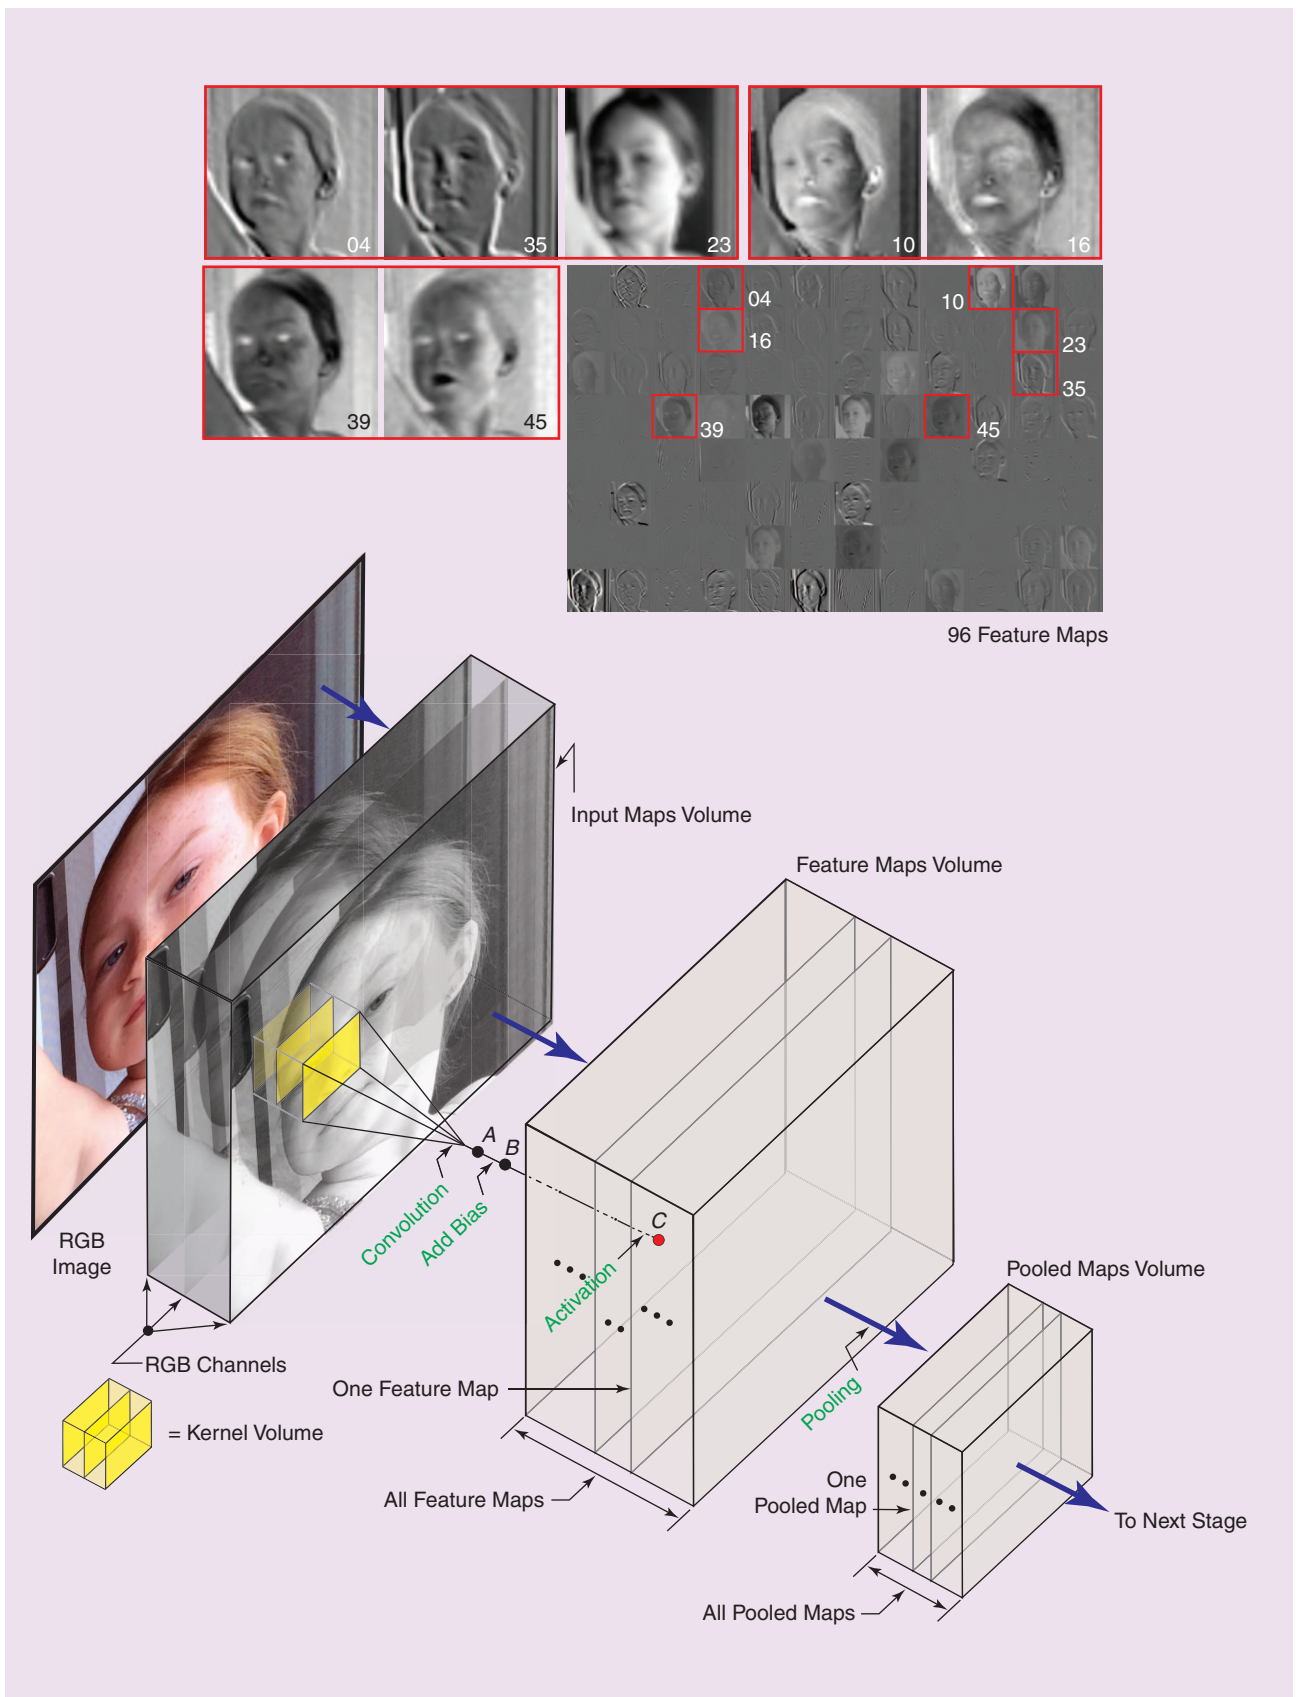 04
35
23
10
16
39
45
04
10
16
23
35
39
45
96 Feature Maps
Input Maps Volume
Feature Maps Volume
A
B
C
Convolution
Add Bias
Activation
RGB
Image
Pooled Maps Volume
RGB Channels
One Feature Map
Pooling
= Kernel Volume
All Feature Maps
One
Pooled Map
To Next Stage
All Pooled Maps